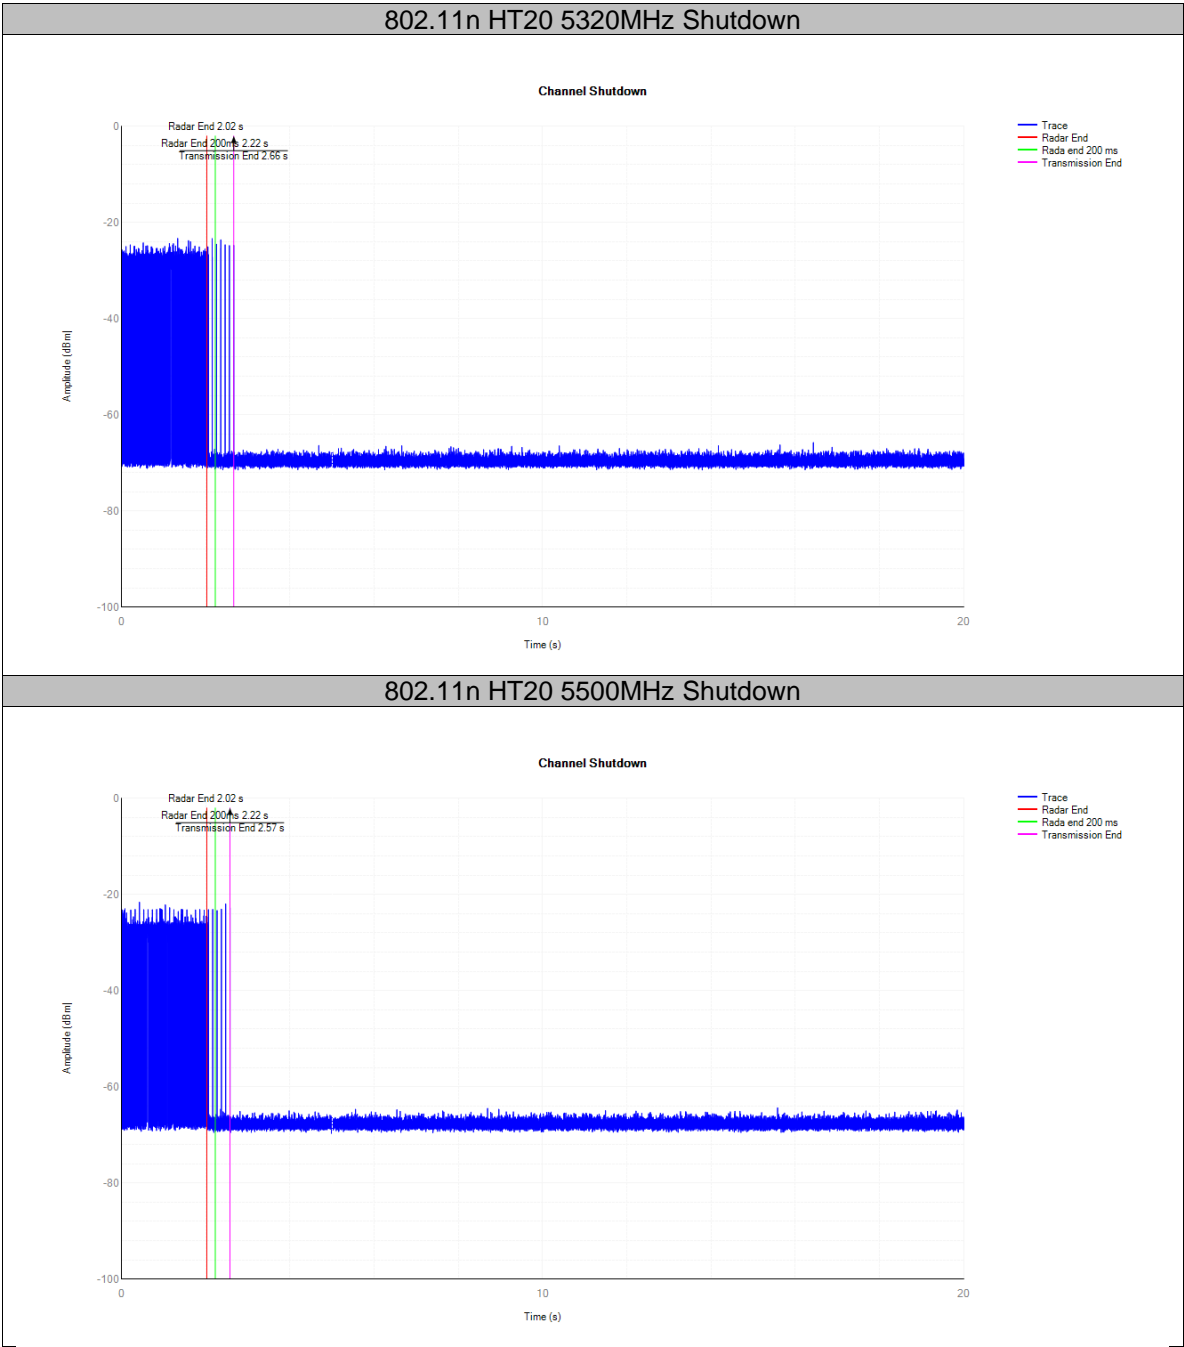 802.11n HT20 5320MHz Shutdown
Channel Shutdown
Radar End 2.02 s
Radar End 200ms 2.22 s
Transmission End 2.66 s
Trace
Radar End
Rada end 200 ms
Transmission End
0
-20
-40
-60
-80
-100
Amplitude (dBm)
0
10
20
Time (s)
802.11n HT20 5500MHz Shutdown
Channel Shutdown
Radar End 2.02 s
Radar End 200ms 2.22 s
Transmission End 2.57 s
Trace
Radar End
Rada end 200 ms
Transmission End
0
-20
-40
-60
-80
-100
Amplitude (dBm)
0
10
20
Time (s)